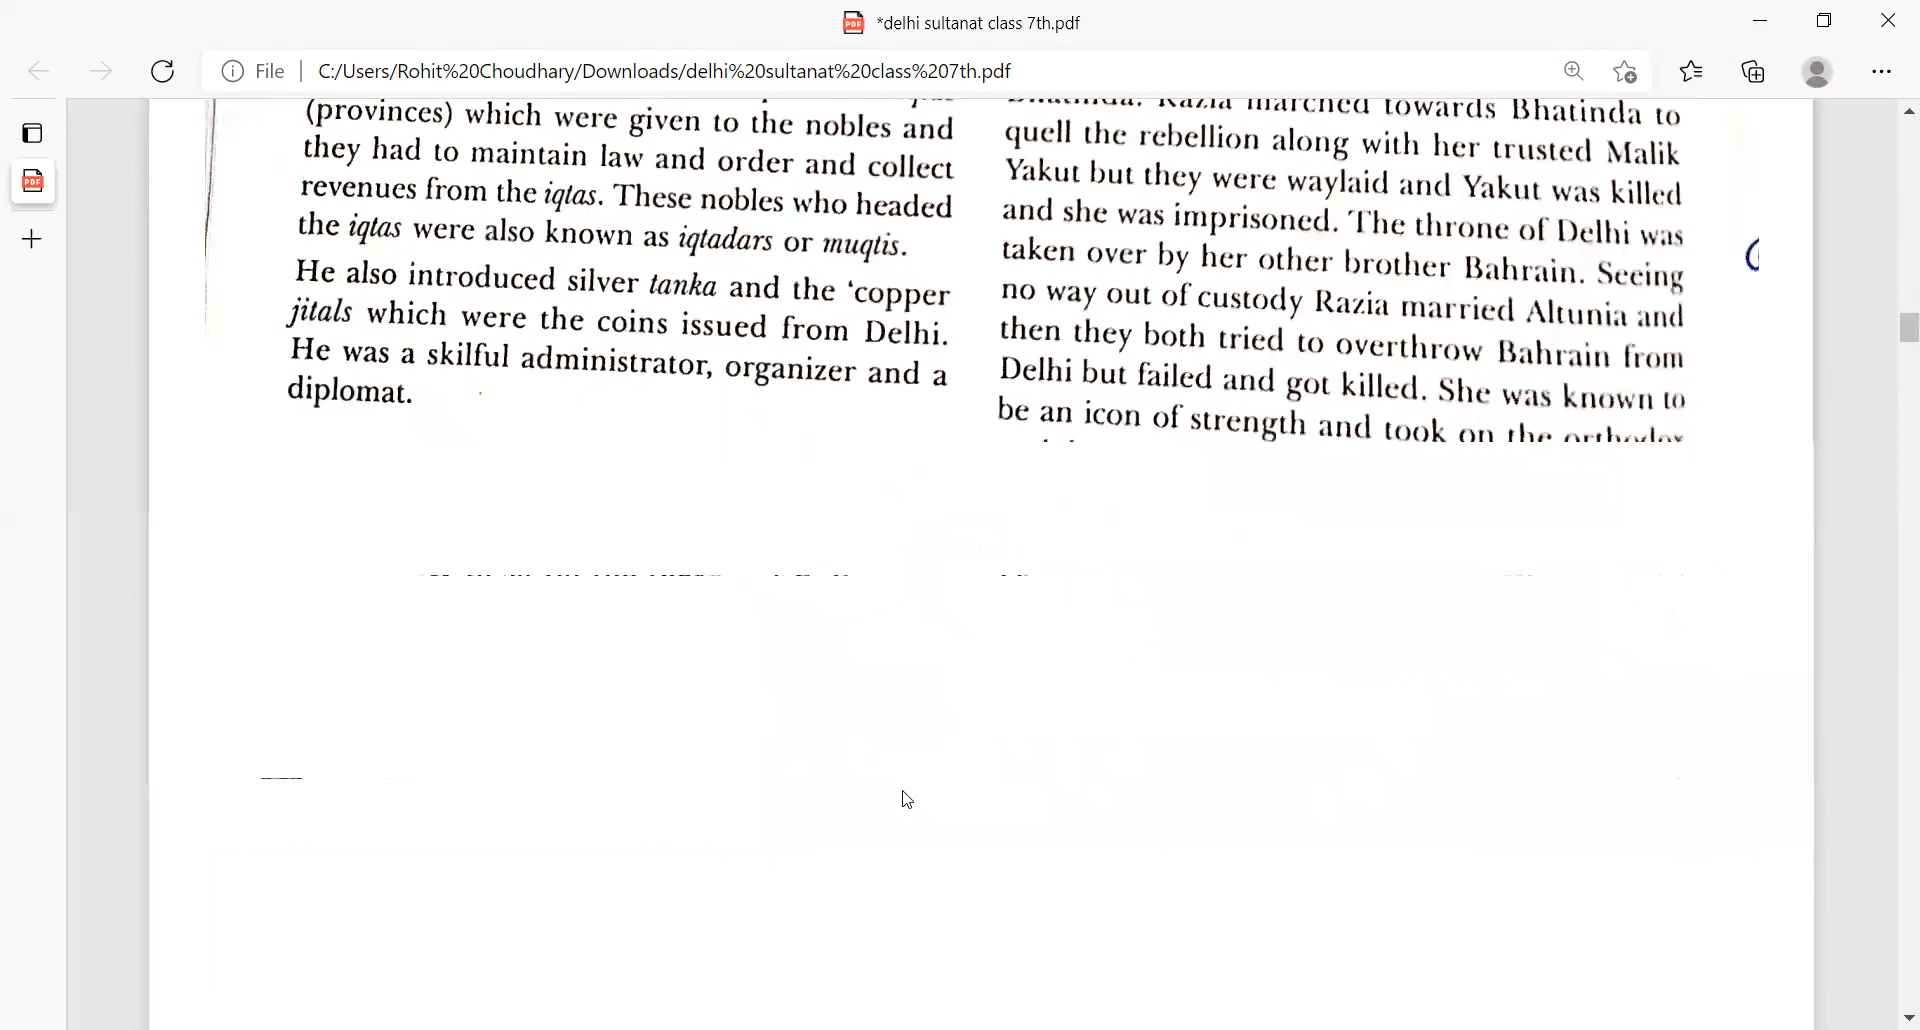 *delhi sultanat class 7th.pdf
File
C:/Users/Rohit%20Choudhary/Downloads/delhi%20sultanat%20class%207th.pdf
(provinces) which were given to the nobles and
they had to maintain law and order and collect
revenues from the iqtas. These nobles who headed
the iqtas were also known as iqtadars or muqtis.
He also introduced silver tanka and the ‘copper
jitals which were the coins issued from Delhi.
He was a skilful administrator, organizer and a
diplomat.
Razia marched towards Bhatinda to
quell the rebellion along with her trusted Malik
Yakut but they were waylaid and Yakut was killed
and she was imprisoned. The throne of Delhi was
taken over by her other brother Bahrain. Seeing
no way out of custody Razia married Altunia and
then they both tried to overthrow Bahrain from
Delhi but failed and got killed. She was known to
be an icon of strength and took on the orthodox